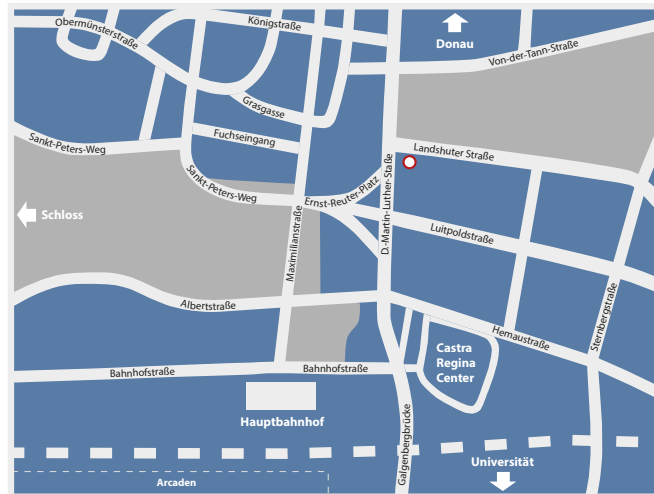 Obermünsterstraße
Königstraße
Donau
Von-der-Tann-Straße
Grasgasse
Fuchseingang
Sankt-Peters-Weg
Landshuter Straße
Sankt-Peters-Weg
Ernst-Reuter-Platz
D.-Martin-Luther-Staße
Schloss
Maximilianstraße
Luitpoldstraße
Albertstraße
Hemaustraße
Sternbergstraße
Castra
Regina
Center
Bahnhofstraße
Bahnhofstraße
Hauptbahnhof
Galgenbergbrücke
Universität
Arcaden